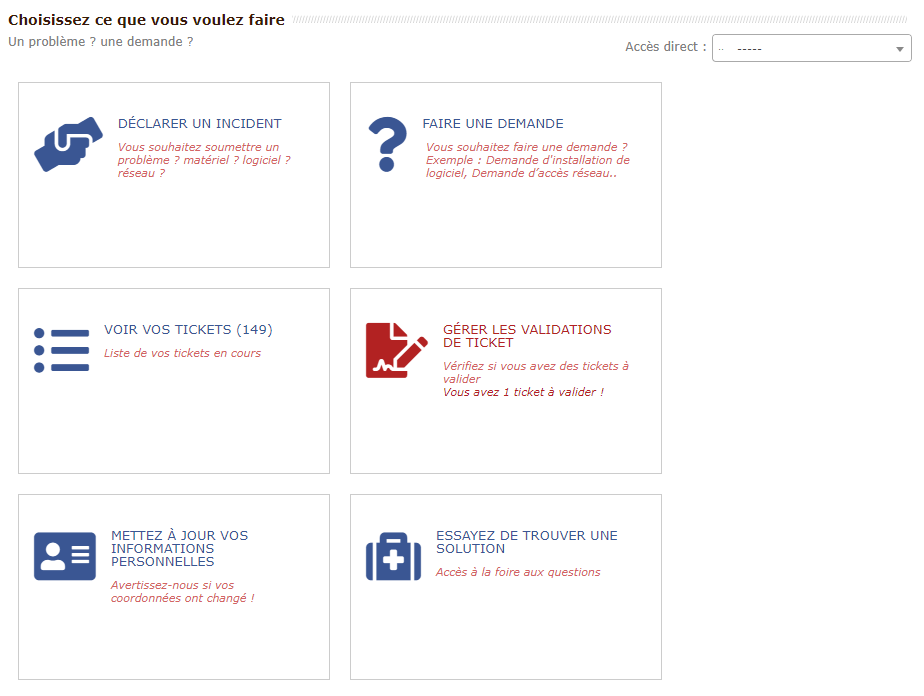 Choisissez ce que vous voulez faire
Un problème ? une demande ?
Accès direct : .. -----
DÉCLARER UN INCIDENT
Vous souhaitez soumettre un
problème ? matériel ? logiciel ?
réseau ?
FAIRE UNE DEMANDE
Vous souhaitez faire une demande ?
Exemple : Demande d'installation de
logiciel, Demande d’accès réseau..
VOIR VOS TICKETS (149)
Liste de vos tickets en cours
GÉRER LES VALIDATIONS
DE TICKET
Vérifiez si vous avez des tickets à
valider
Vous avez 1 ticket à valider !
METTEZ À JOUR VOS
INFORMATIONS
PERSONNELLES
Avertissez-nous si vos
coordonnées ont changé !
ESSAYEZ DE TROUVER UNE
SOLUTION
Accès à la foire aux questions